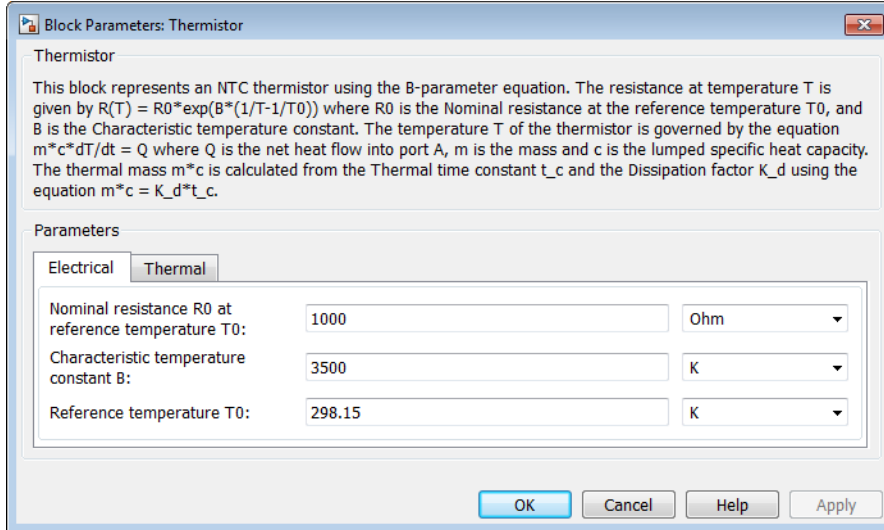 Block Parameters: Thermistor
Thermistor
This block represents an NTC thermistor using the B-parameter equation. The resistance at temperature T is
given by R(T) = R0*exp(B*(1/T-1/T0)) where R0 is the Nominal resistance at the reference temperature T0, and
B is the Characteristic temperature constant. The temperature T of the thermistor is governed by the equation
m*c*dT/dt = Q where Q is the net heat flow into port A, m is the mass and c is the lumped specific heat capacity.
The thermal mass m*c is calculated from the Thermal time constant t_c and the Dissipation factor K_d using the
equation m*c = K_d*t_c.
Parameters
Electrical Thermal
Nominal resistance R0 at
reference temperature T0: 1000 Ohm
Characteristic temperature
constant B: 3500 K
Reference temperature T0: 298.15 K
OK Cancel Help Apply